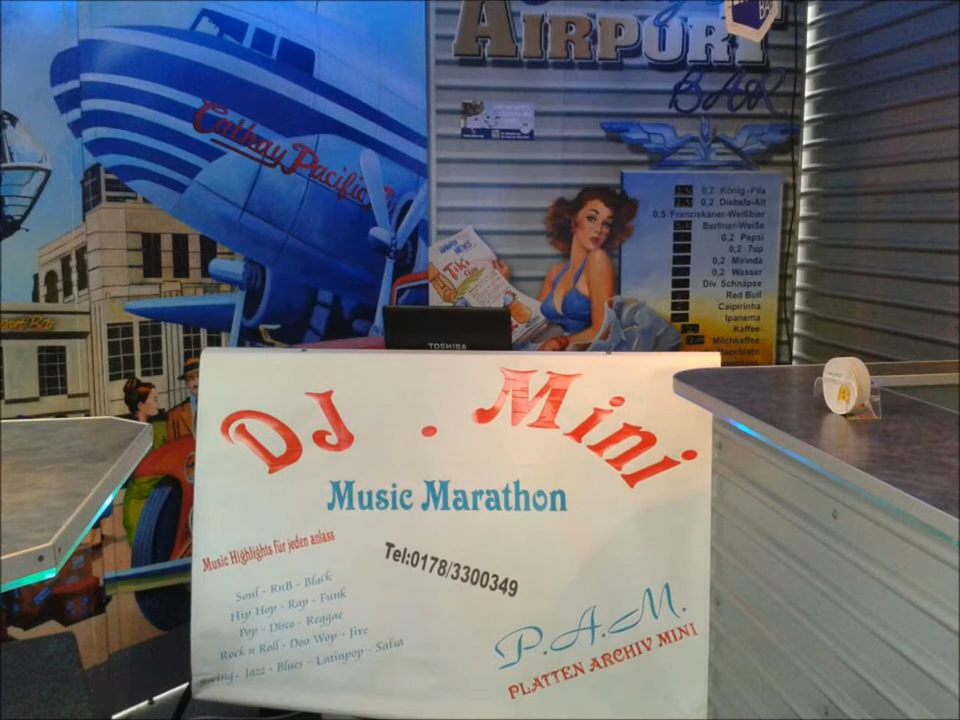 AIRPORT
BAR
Cathay Pacific
NEWS
TIKI
0,2 König-Pils
0,2 Diebels-Alt
0,5 Franziskaner-Weißbier
Berliner-Weiße
0,2 Pepsi
0,2 7up
0,2 Mirinda
0,2 Wasser
Div. Schnäpse
Red Bull
Caipirinha
Ipanema
Kaffee
Milchkaffee
Macchiato
TOSHIBA
DJ. Mini
Music Marathon
Music Highlights für jeden anlass
Soul - RnB - Black
Hip Hop - Rap - Funk
Pop - Disco - Reggae
Rock n Roll - Doo Wop - Jive
Swing - Jazz - Blues - Latinpop - Salsa
Tel:0178/3300349
P.A.M.
PLATTEN ARCHIV MINI